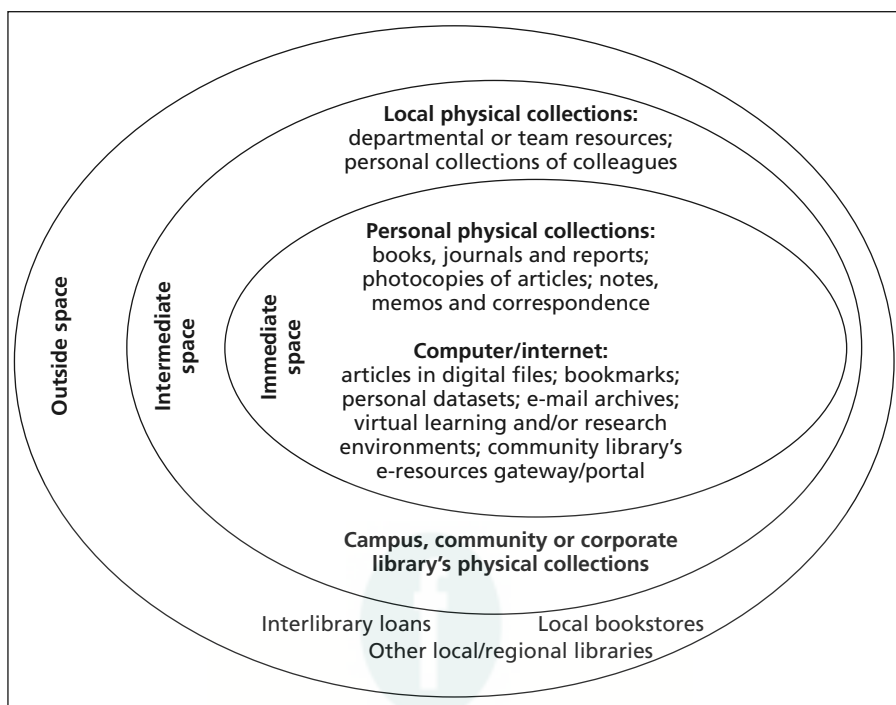 Local physical collections:
departmental or team resources;
personal collections of colleagues
Personal physical collections:
books, journals and reports;
photocopies of articles; notes,
memos and correspondence
Outside space
Intermediate
space
Immediate
space
Computer/internet:
articles in digital files; bookmarks;
personal datasets; e-mail archives;
virtual learning and/or research
environments; community library's
e-resources gateway/portal
Campus, community or corporate
library's physical collections
Interlibrary loans
Local bookstores
Other local/regional libraries